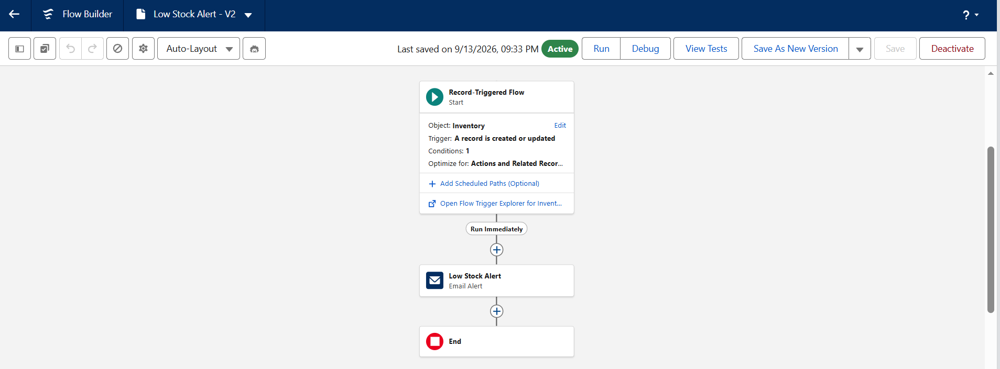 Flow Builder
Low Stock Alert - V2
?
Auto-Layout
Last saved on 9/13/2026, 09:33 PM
Active
Run
Debug
View Tests
Save As New Version
Save
Deactivate
Record-Triggered Flow
Start
Object: Inventory
Edit
Trigger: A record is created or updated
Conditions: 1
Optimize for: Actions and Related Recor...
Add Scheduled Paths (Optional)
Open Flow Trigger Explorer for Invent...
Run Immediately
Low Stock Alert
Email Alert
End